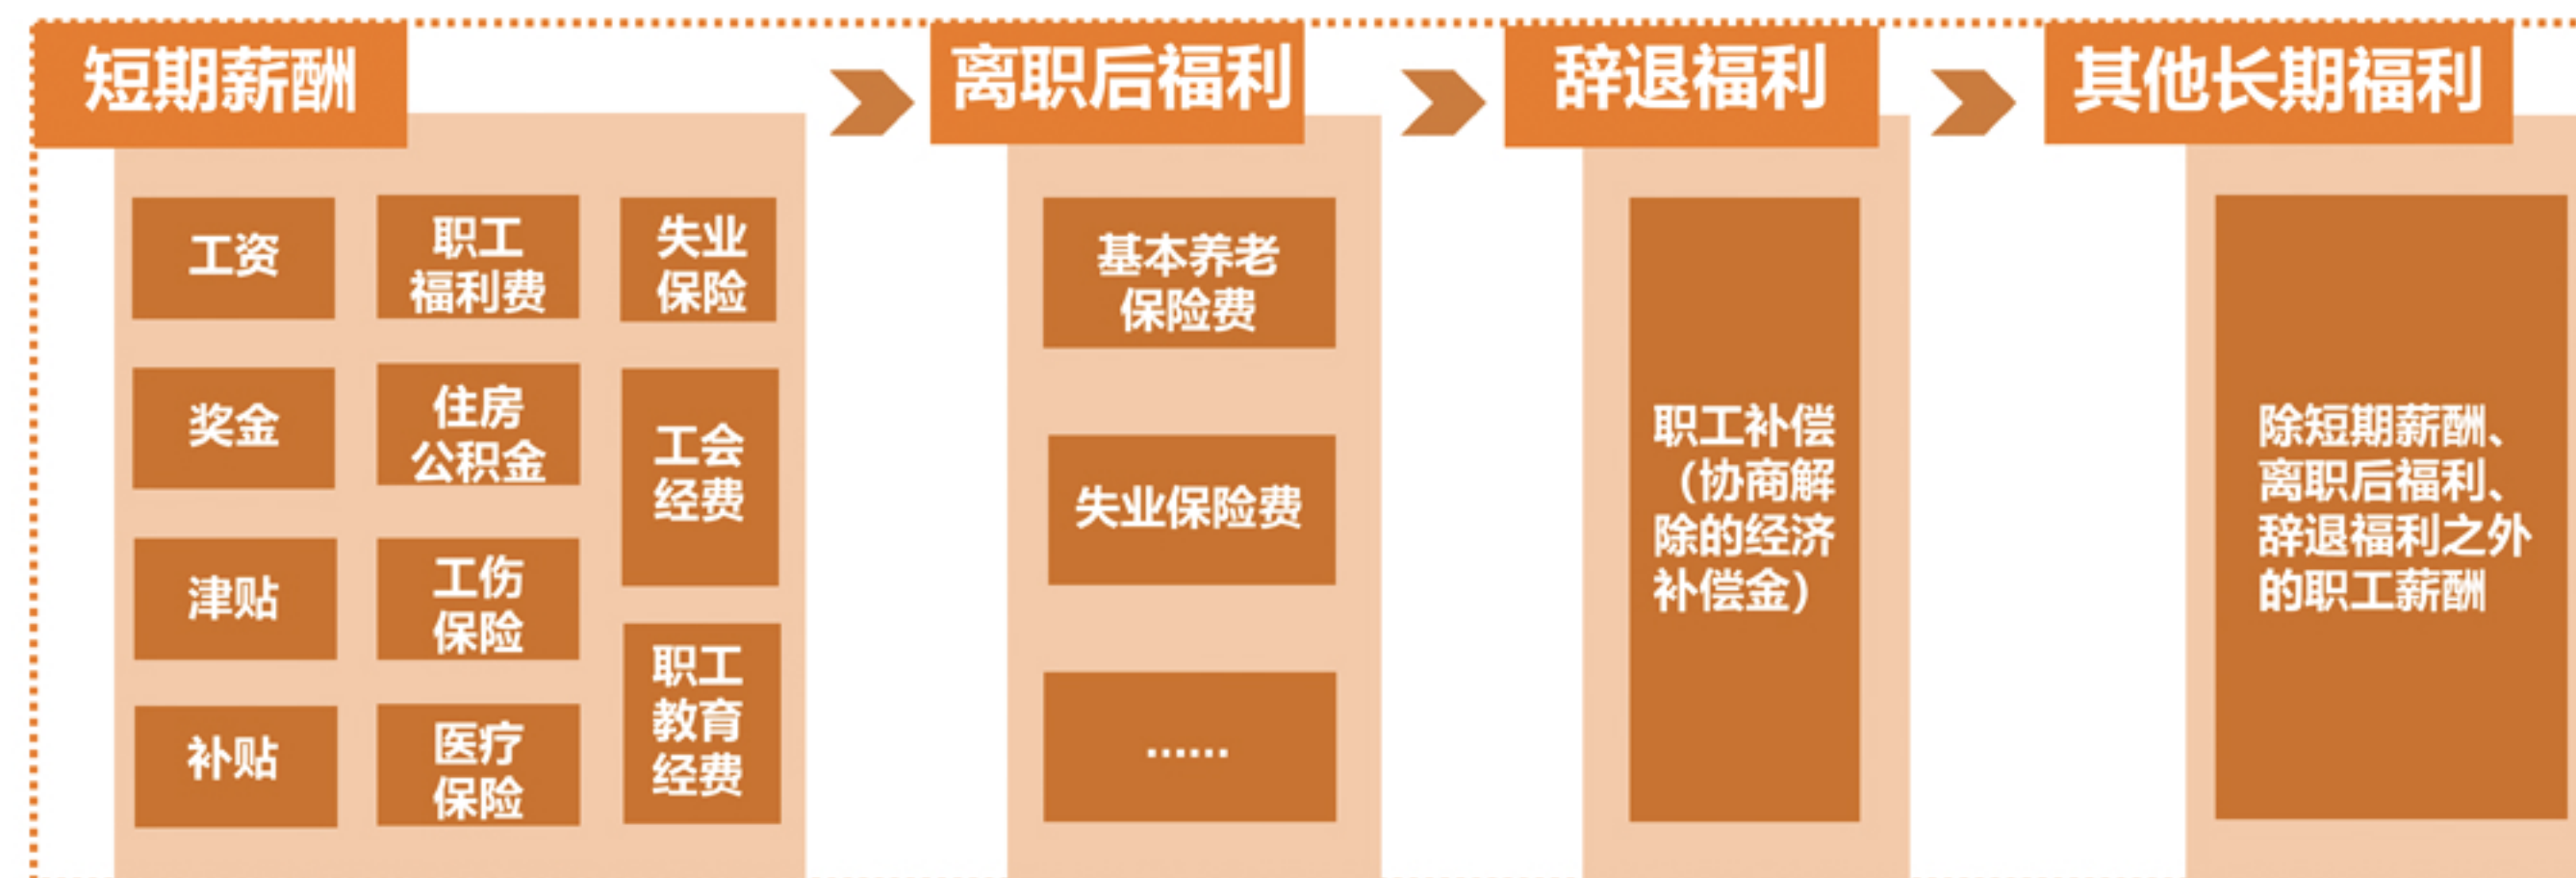 短期薪酬
工资
职工
福利费
失业
保险
奖金
住房
公积金
工会
经费
津贴
工伤
保险
补贴
医疗
保险
职工
教育
经费
离职后福利
基本养老
保险费
失业保险费
......
辞退福利
职工补偿
（协商解
除的经济
补偿金）
其他长期福利
除短期薪酬、
离职后福利、
辞退福利之外
的职工薪酬